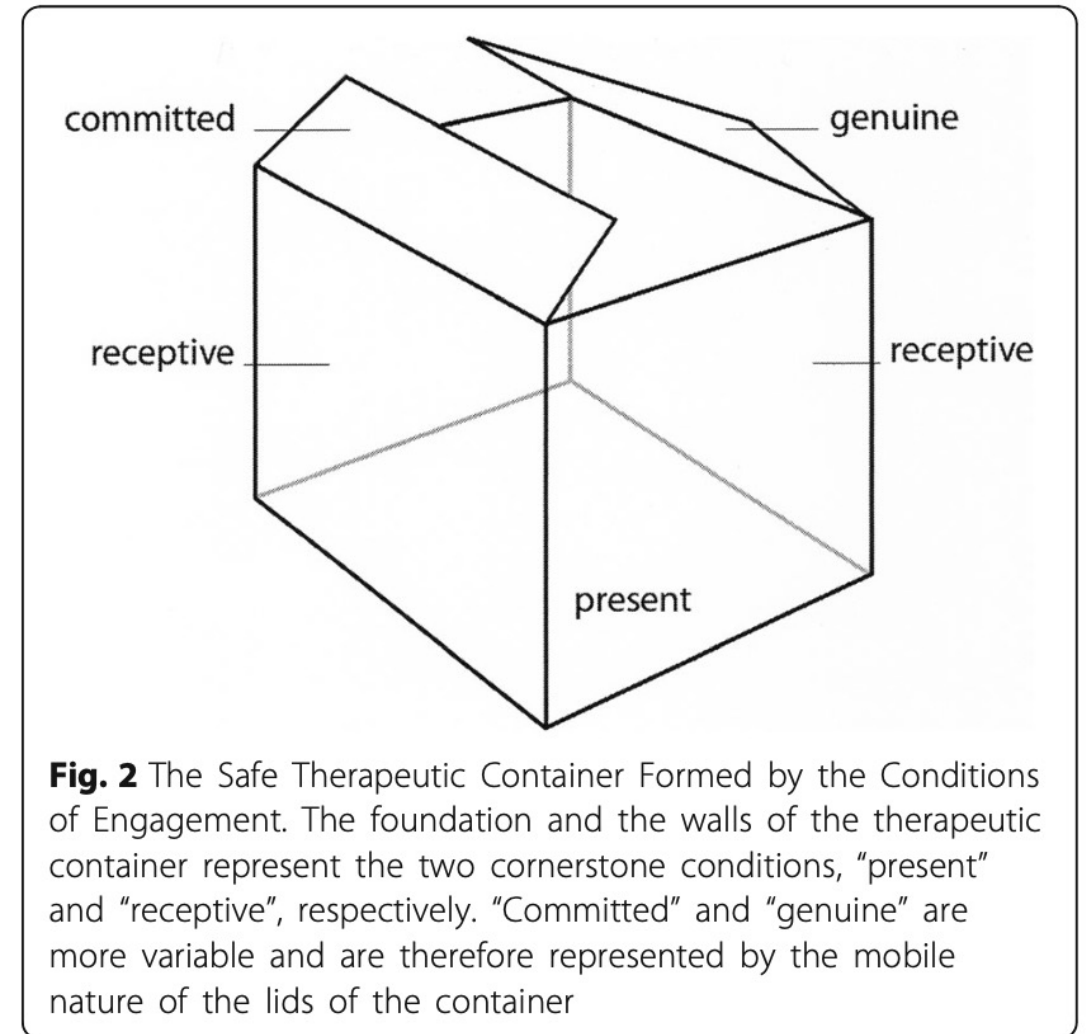 committed
genuine
receptive
receptive
present
Fig. 2 The Safe Therapeutic Container Formed by the Conditions
of Engagement. The foundation and the walls of the therapeutic
container represent the two cornerstone conditions, “present”
and “receptive”, respectively. “Committed” and “genuine” are
more variable and are therefore represented by the mobile
nature of the lids of the container